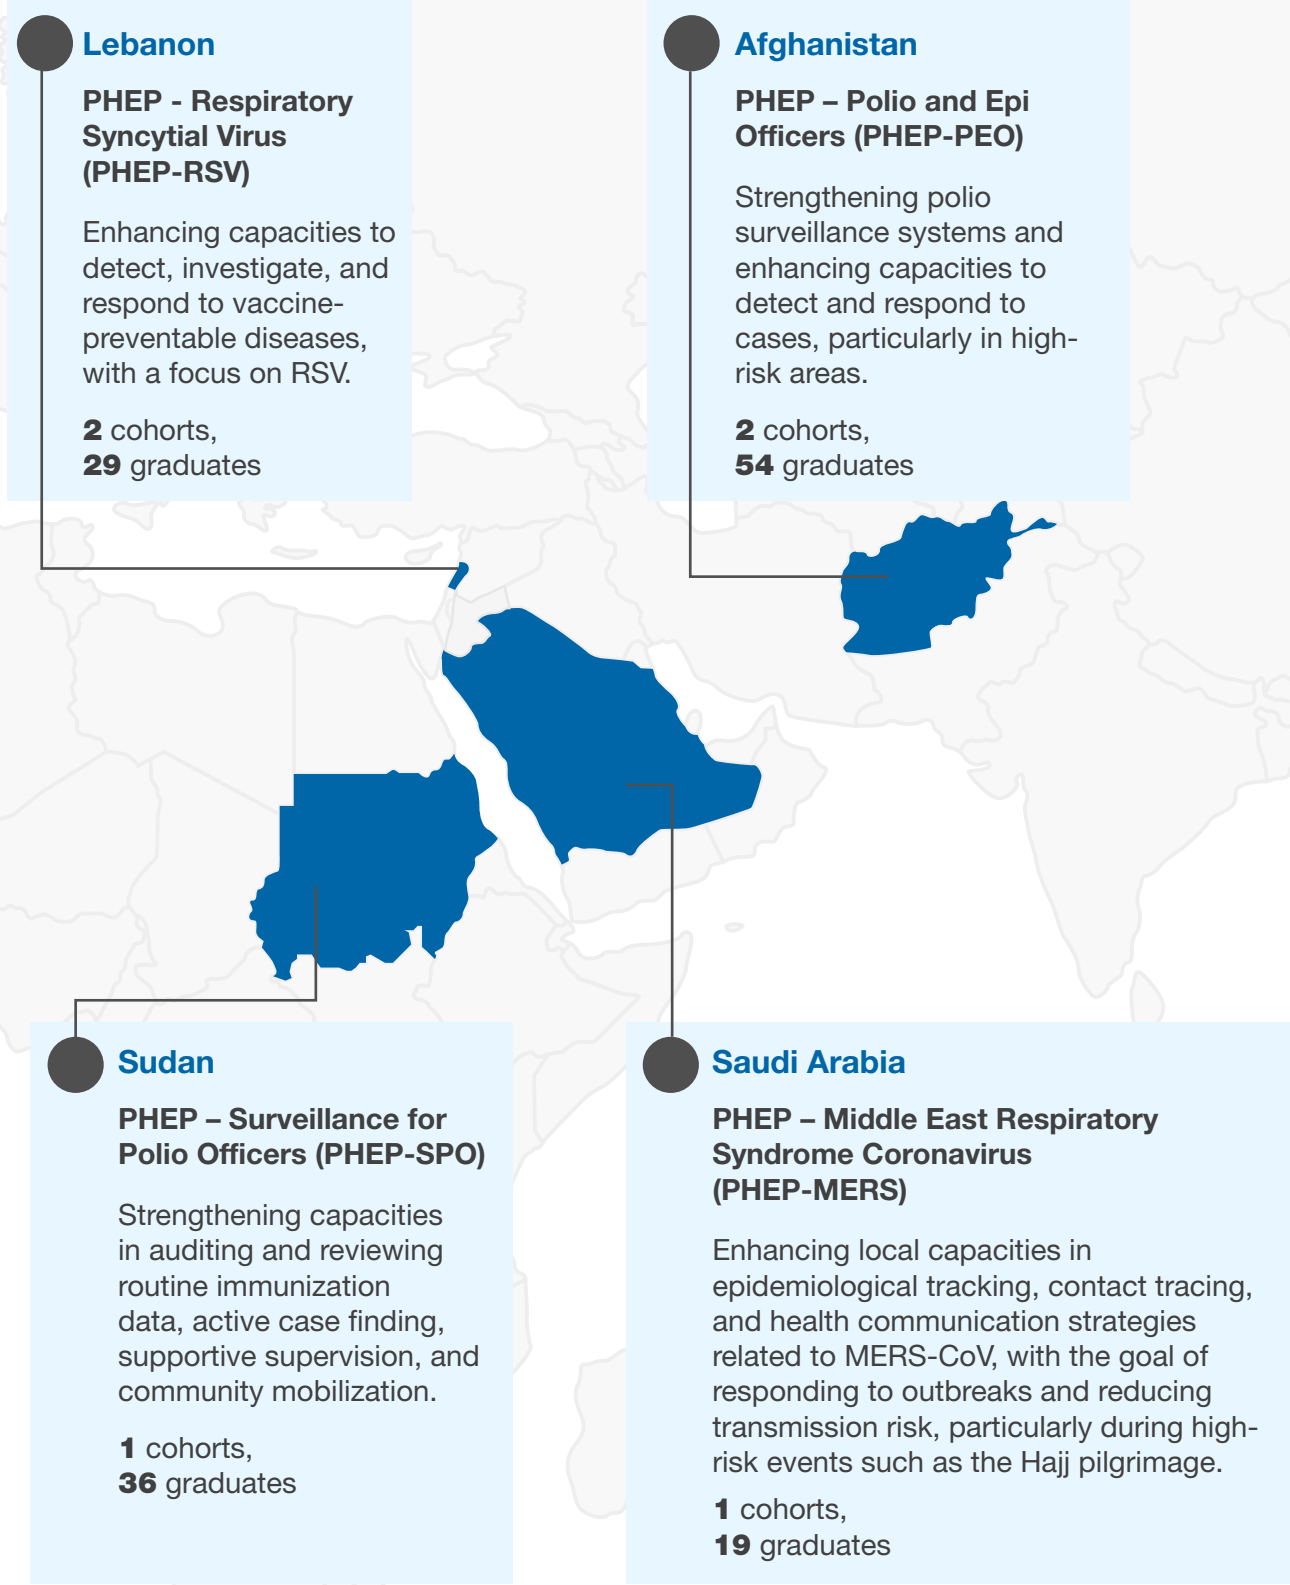 Lebanon
PHEP - Respiratory
Syncytial Virus
(PHEP-RSV)
Enhancing capacities to
detect, investigate, and
respond to vaccine-
preventable diseases,
with a focus on RSV.
2 cohorts,
29 graduates
Afghanistan
PHEP – Polio and Epi
Officers (PHEP-PEO)
Strengthening polio
surveillance systems and
enhancing capacities to
detect and respond to
cases, particularly in high-
risk areas.
2 cohorts,
54 graduates
Sudan
PHEP – Surveillance for
Polio Officers (PHEP-SPO)
Strengthening capacities
in auditing and reviewing
routine immunization
data, active case finding,
supportive supervision, and
community mobilization.
1 cohorts,
36 graduates
Saudi Arabia
PHEP – Middle East Respiratory
Syndrome Coronavirus
(PHEP-MERS)
Enhancing local capacities in
epidemiological tracking, contact tracing,
and health communication strategies
related to MERS-CoV, with the goal of
responding to outbreaks and reducing
transmission risk, particularly during high-
risk events such as the Hajj pilgrimage.
1 cohorts,
19 graduates